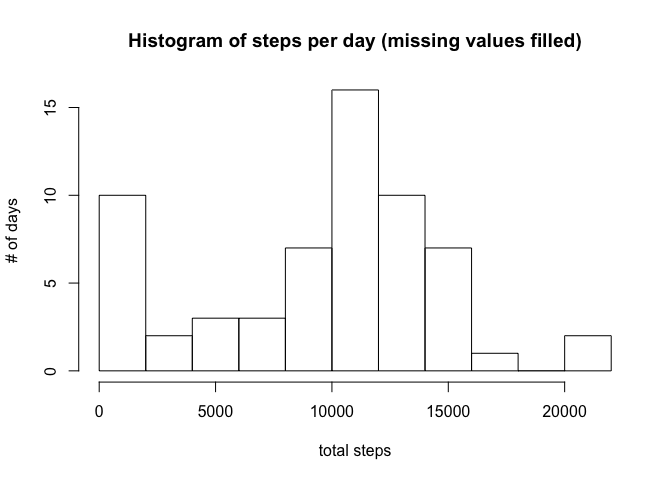 Histogram of steps per day (missing values filled)
# of days
15
10
5
0
0 5000 10000 15000 20000
total steps